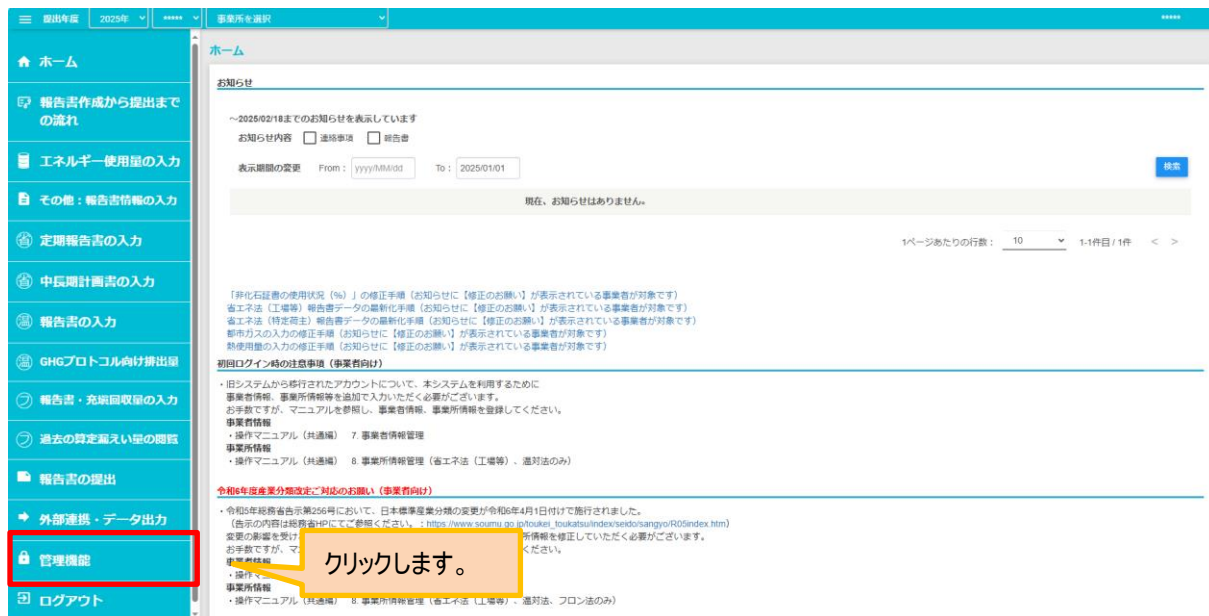 提出年度 2025年 ***** 事業所を選択 *****
ホーム
報告書作成から提出まで
の流れ
エネルギー使用量の入力
その他：報告書情報の入力
定期報告書の入力
中長期計画書の入力
報告書の入力
GHGプロトコル向け排出量
報告書・充塡回収量の入力
過去の算定漏えい量の閲覧
報告書の提出
外部連携・データ出力
管理機能
ログアウト
ホーム
お知らせ
～2025/02/18までのお知らせを表示しています
お知らせ内容 連絡事項 報告書
表示期間の変更 From： yyyy/MM/dd To： 2025/01/01 検索
現在、お知らせはありません。
1ページあたりの行数： 10 1-1件目 / 1件 < >
「非化石証書の使用状況（%）」の修正手順（お知らせに【修正のお願い】が表示されている事業者が対象です）
省エネ法（工場等）報告書データの最新化手順（お知らせに【修正のお願い】が表示されている事業者が対象です）
省エネ法（特定荷主）報告書データの最新化手順（お知らせに【修正のお願い】が表示されている事業者が対象です）
都市ガスの入力の修正手順（お知らせに【修正のお願い】が表示されている事業者が対象です）
熱使用量の入力の修正手順（お知らせに【修正のお願い】が表示されている事業者が対象です）
初回ログイン時の注意事項（事業者向け）
・旧システムから移行されたアカウントについて、本システムを利用するために
事業者情報、事業所情報等を追加で入力いただく必要がございます。
お手数ですが、マニュアルを参照し、事業者情報、事業所情報を登録してください。
事業者情報
・操作マニュアル（共通編） 7. 事業者情報管理
事業所情報
・操作マニュアル（共通編） 8. 事業所情報管理（省エネ法（工場等）、温対法のみ）
令和6年度産業分類改定ご対応のお願い（事業者向け）
・令和5年総務省告示第256号において、日本標準産業分類の変更が令和6年4月1日付けで施行されました。
（告示の内容は総務省HPにてご参照ください。：https://www.soumu.go.jp/toukei_toukatsu/index/seido/sangyo/R05index.htm）
変更の影響を受け 所情報を修正していただく必要がございます。
お手数ですが、マ ください。
事業者情報
・操作マニ
事業所情報
・操作マニュアル（共通編） 8. 事業所情報管理（省エネ法（工場等）、温対法、フロン法のみ）
クリックします。